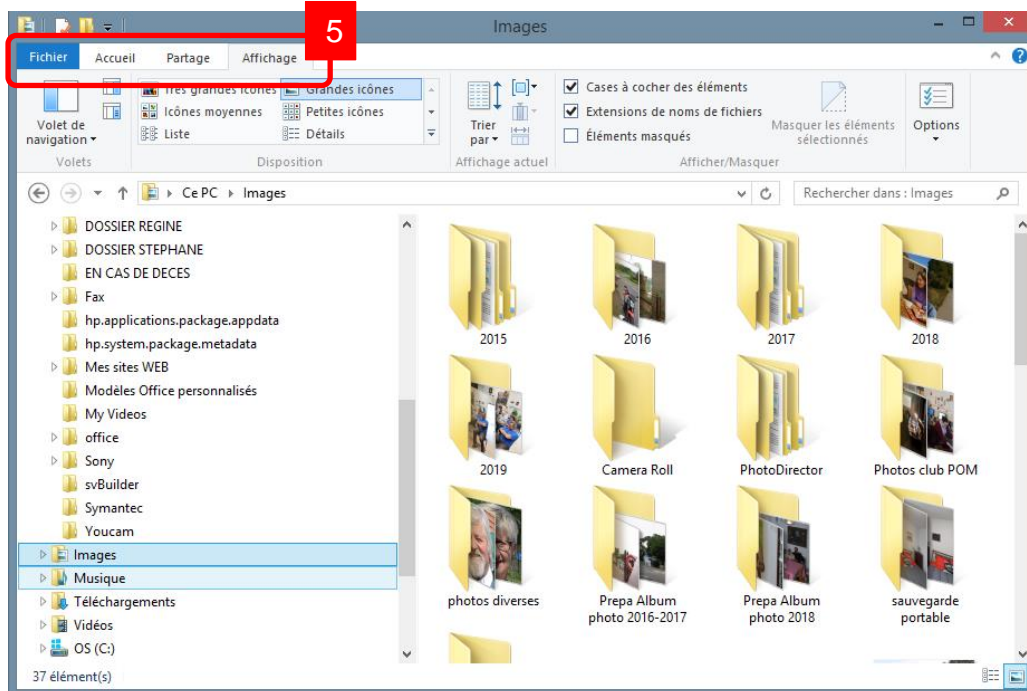 5
Images
Fichier Accueil Partage Affichage
Très grandes icônes Grandes icônes
Icônes moyennes Petites icônes
Liste Détails
Volet de
navigation
Trier
par
Cases à cocher des éléments
Extensions de noms de fichiers
Éléments masqués
Masquer les éléments
sélectionnés
Options
Volets Disposition Affichage actuel Afficher/Masquer
Ce PC Images
Rechercher dans : Images
DOSSIER REGINE
DOSSIER STEPHANE
EN CAS DE DECES
Fax
hp.applications.package.appdata
hp.system.package.metadata
Mes sites WEB
Modèles Office personnalisés
My Videos
office
Sony
svBuilder
Symantec
Youcam
Images
Musique
Téléchargements
Vidéos
OS (C:)
2015 2016 2017 2018
2019 Camera Roll PhotoDirector Photos club POM
photos diverses
Prepa Album
photo 2016-2017
Prepa Album
photo 2018
sauvegarde
portable
37 élément(s)